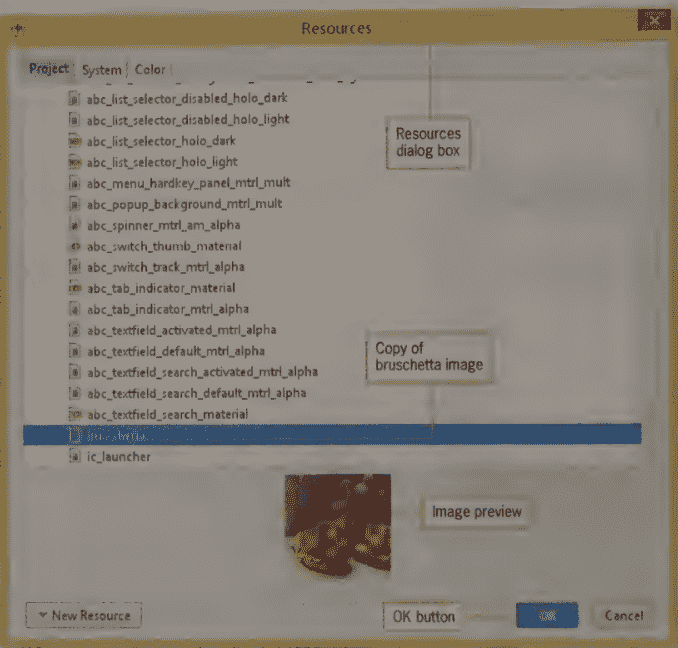 Resources
Project System Color
abc_list_selector_disabled_holo_dark
abc_list_selector_disabled_holo_light
abc_list_selector_holo_dark
abc_list_selector_holo_light
abc_menu_hardkey_panel_mtrl_mult
abc_popup_background_mtrl_mult
abc_spinner_mtrl_am_alpha
abc_switch_thumb_material
abc_switch_track_mtrl_alpha
abc_tab_indicator_material
abc_tab_indicator_mtrl_alpha
abc_textfield_activated_mtrl_alpha
abc_textfield_default_mtrl_alpha
abc_textfield_search_activated_mtrl_alpha
abc_textfield_search_default_mtrl_alpha
abc_textfield_search_material
ic_launcher
Resources
dialog box
Copy of
bruschetta image
Image preview
New Resource
OK button
OK
Cancel